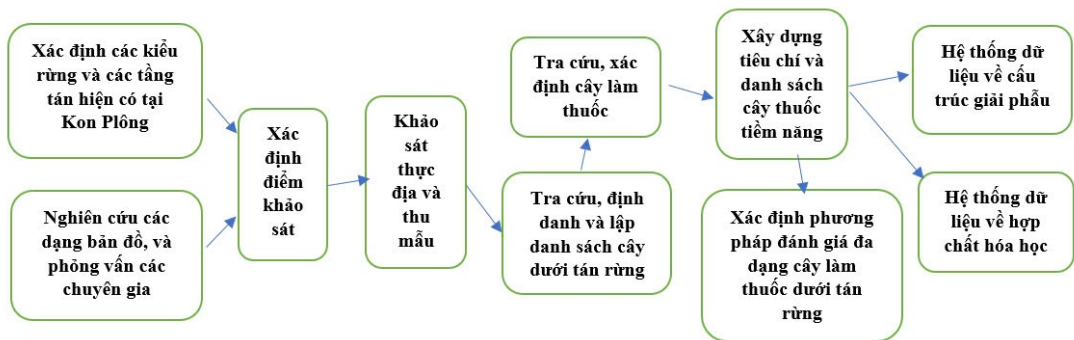 Xác định các kiểu
rừng và các tầng
tán hiện có tại
Kon Plông
Nghiên cứu các
dạng bản đồ, và
phỏng vấn các
chuyên gia
Xác
định
điểm
khảo
sát
Khảo
sát
thực
địa và
thu
mẫu
Tra cứu, xác
định cây làm
thuốc
Tra cứu, định
danh và lập
danh sách cây
dưới tán rừng
Xây dựng
tiêu chí và
danh sách
cây thuốc
tiềm năng
Xác định phương
pháp đánh giá đa
dạng cây làm
thuốc dưới tán
rừng
Hệ thống dữ
liệu về cấu
trúc giải phẫu
Hệ thống dữ
liệu về hợp
chất hóa học